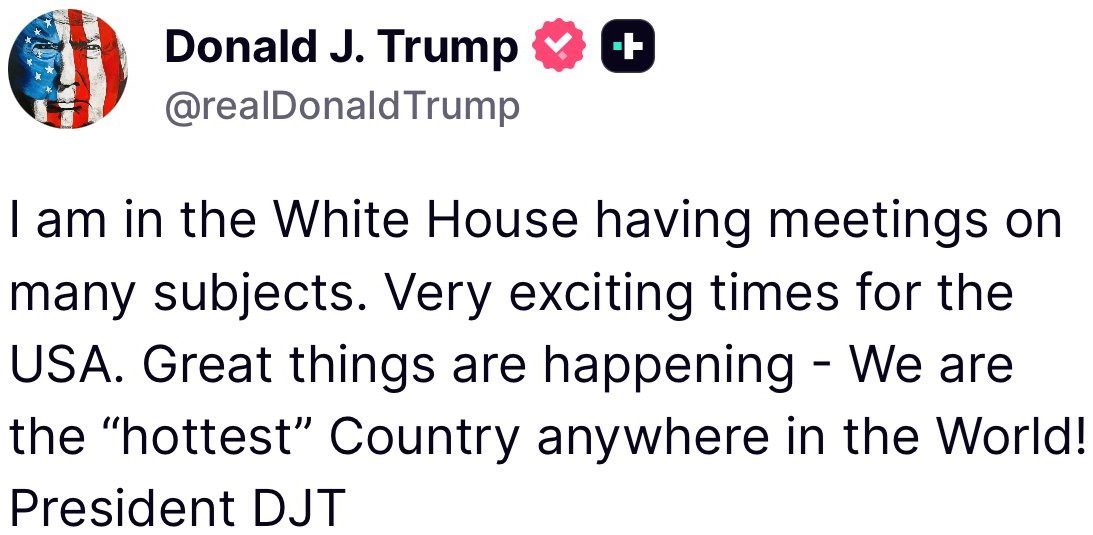 Donald J. Trump
@realDonaldTrump
I am in the White House having meetings on
many subjects. Very exciting times for the
USA. Great things are happening - We are
the “hottest” Country anywhere in the World!
President DJT